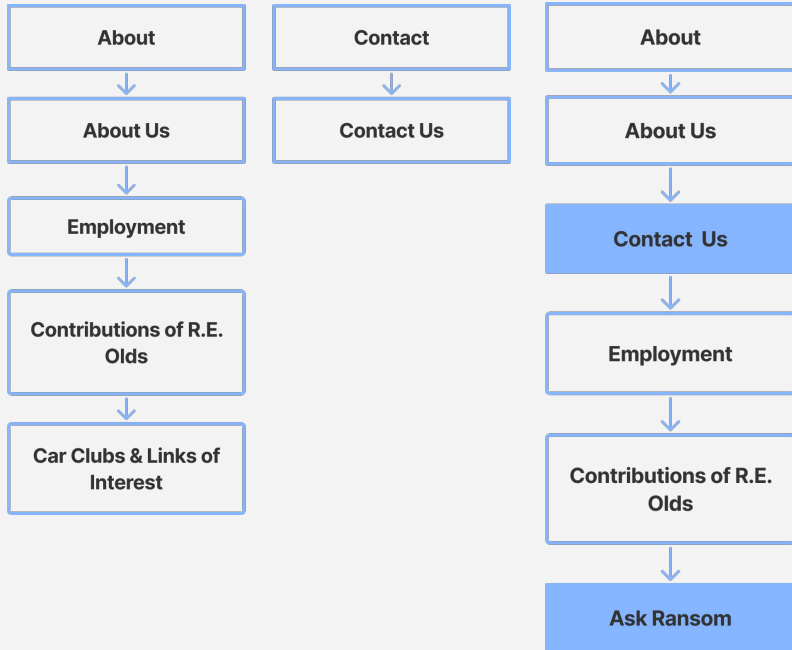 About
About Us
Employment
Contributions of R.E.
Olds
Car Clubs & Links of
Interest
Contact
Contact Us
About
About Us
Contact  Us
Employment
Contributions of R.E.
Olds
Ask Ransom